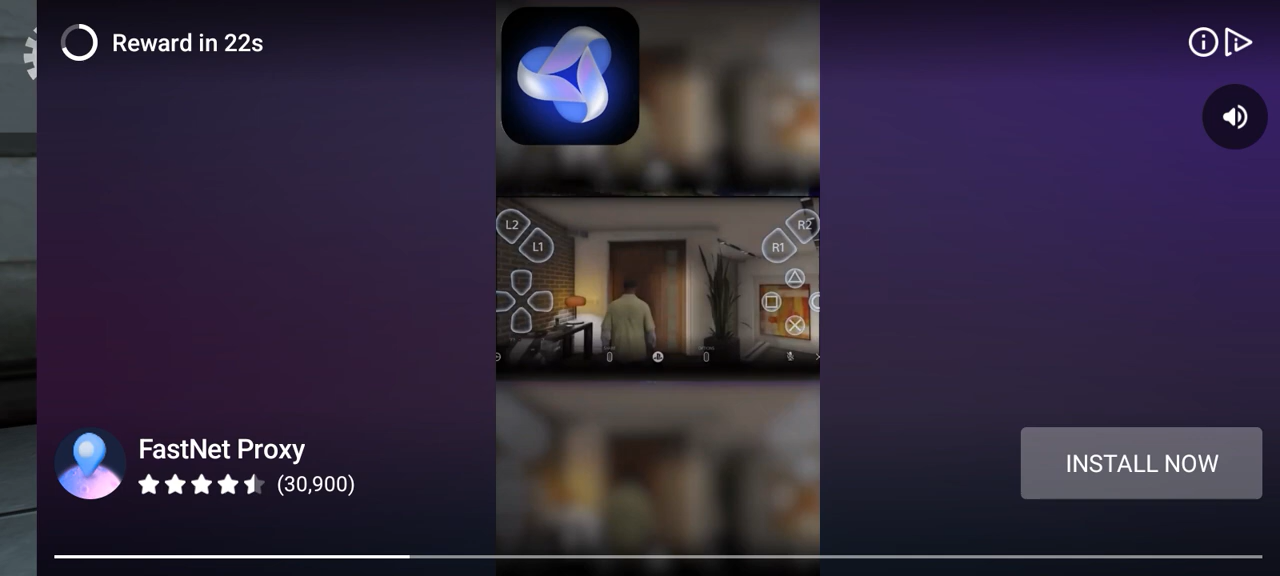 Reward in 22s
L2
L1
R2
R1
FastNet Proxy
(30,900)
INSTALL NOW